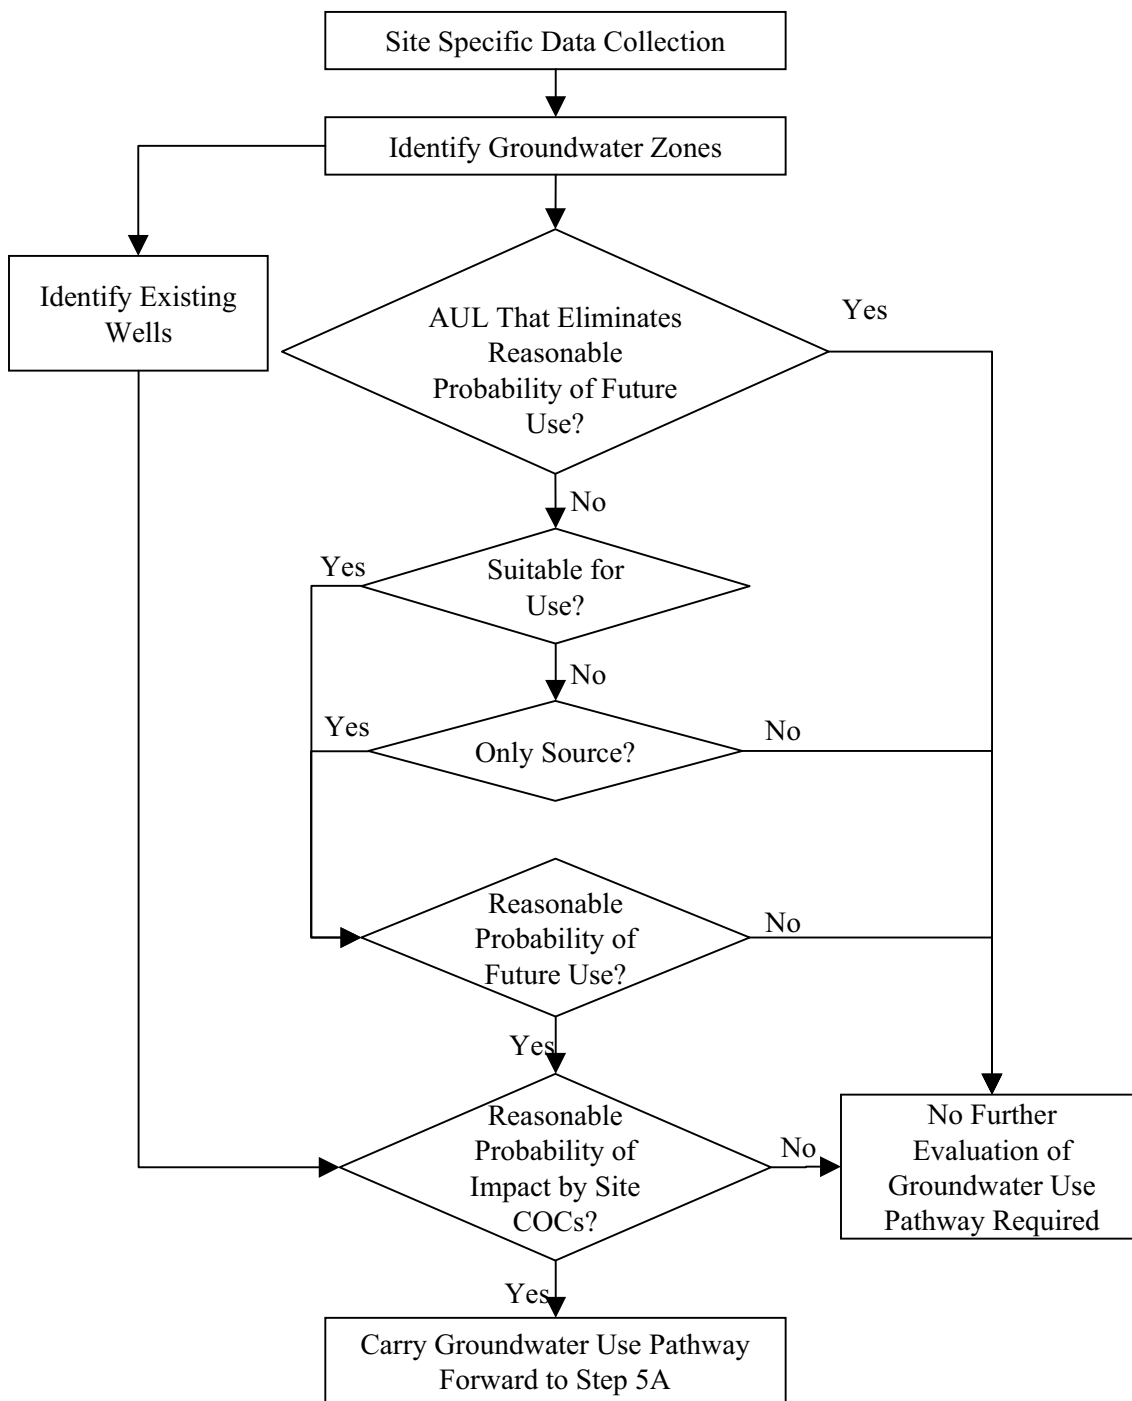 Site Specific Data Collection
Identify Groundwater Zones
Identify Existing
Wells
AUL That Eliminates
Reasonable
Probability of Future
Use?
Yes
No
Suitable for
Use?
Yes
No
Only Source?
Yes
No
Reasonable
Probability of
Future Use?
No
Yes
Reasonable
Probability of
Impact by Site
COCs?
No
No Further
Evaluation of
Groundwater Use
Pathway Required
Yes
Carry Groundwater Use Pathway
Forward to Step 5A